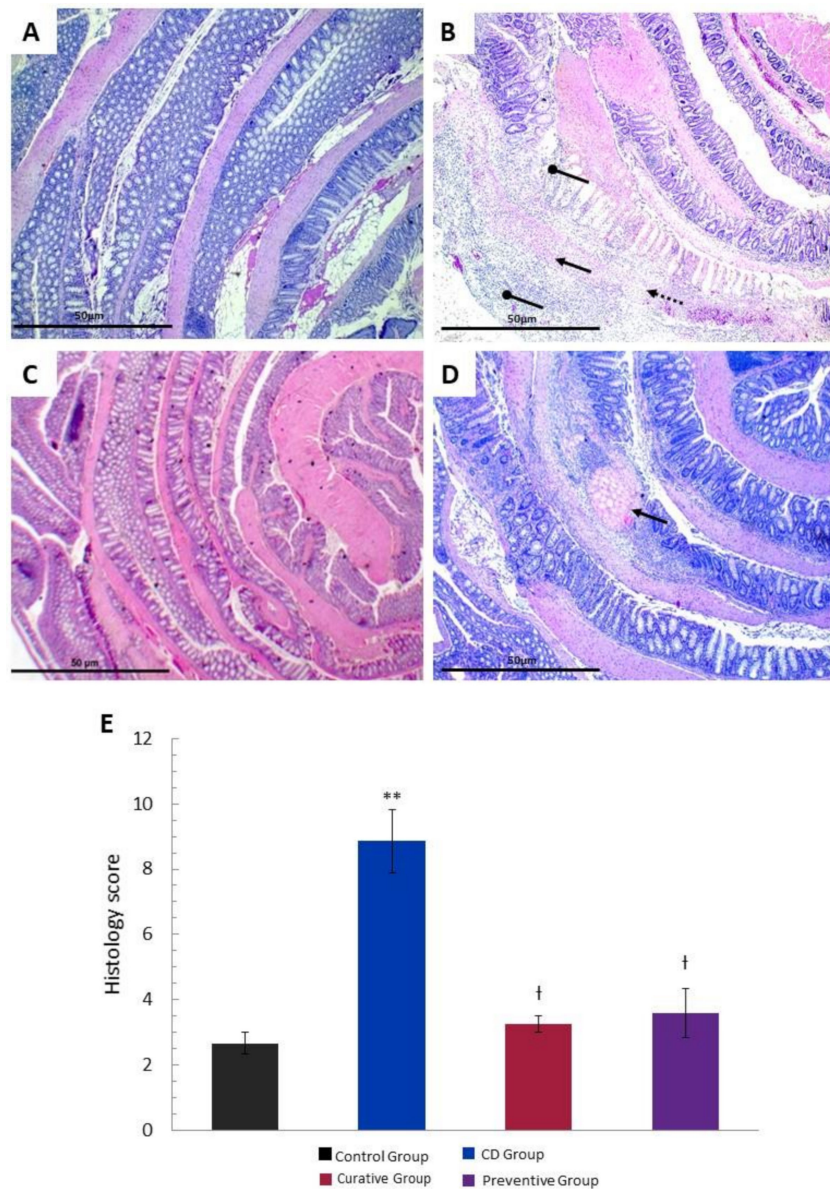 A
B
50µm
50µm
C
D
50 µm
50µm
E
12
10
8
6
4
2
0
Histology score
**
ƚ
ƚ
Control Group
CD Group
Curative Group
Preventive Group